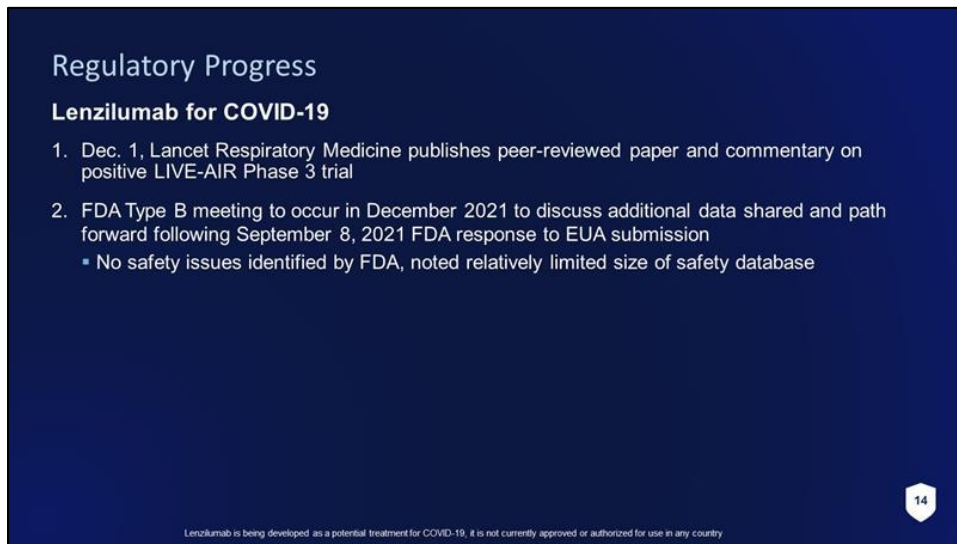 Regulatory Progress
Lenzilumab for COVID-19
1. Dec. 1, Lancet Respiratory Medicine publishes peer-reviewed paper and commentary on
positive LIVE-AIR Phase 3 trial
2. FDA Type B meeting to occur in December 2021 to discuss additional data shared and path
forward following September 8, 2021 FDA response to EUA submission
▪ No safety issues identified by FDA, noted relatively limited size of safety database
14
Lenzilumab is being developed as a potential treatment for COVID-19, it is not currently approved or authorized for use in any country